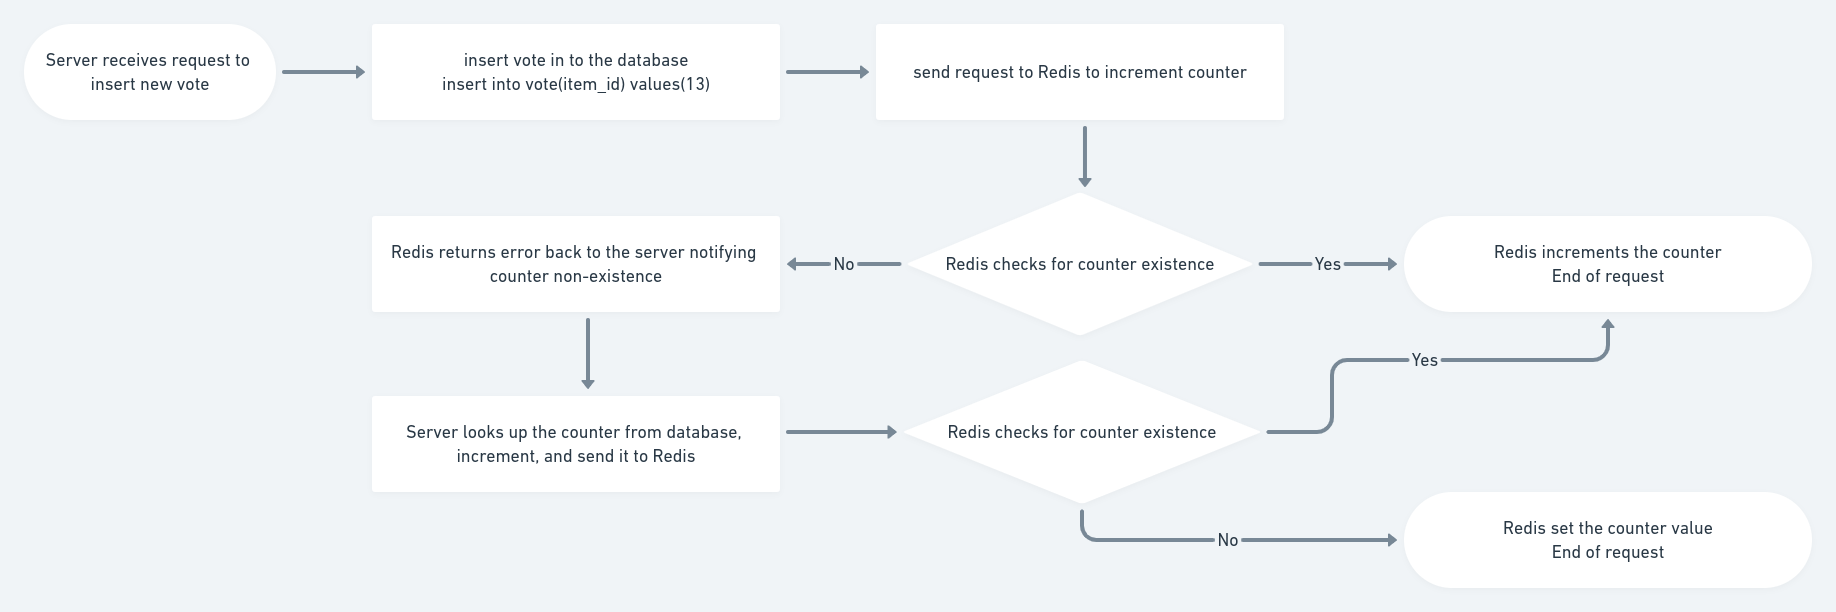 Server receives request to
insert new vote
insert vote in to the database
insert into vote(item_id) values(13)
send request to Redis to increment counter
Redis checks for counter existence
No
Yes
Redis returns error back to the server notifying
counter non-existence
Redis increments the counter
End of request
Server looks up the counter from database,
increment, and send it to Redis
Redis checks for counter existence
Yes
No
Redis set the counter value
End of request